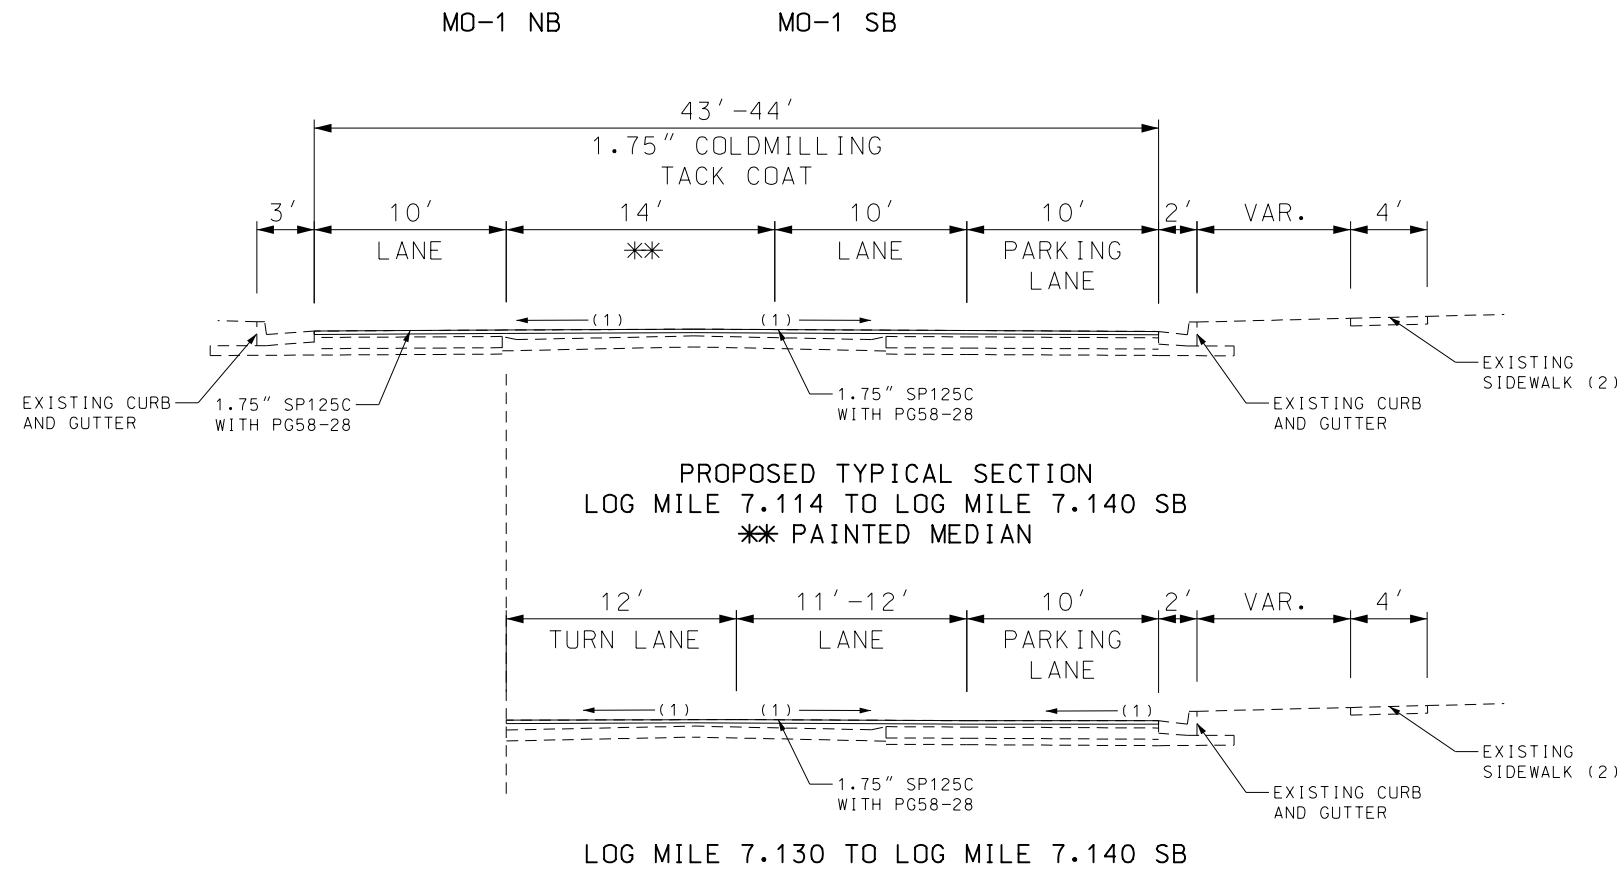 MO-1 NB MO-1 SB
43'-44'
1.75" COLDMILLING
TACK COAT
3' 10' 14' 10' 10' 2' VAR. 4'
LANE ** LANE PARKING
LANE
(1) (1)
EXISTING
SIDEWALK (2)
EXISTING CURB
AND GUTTER
1.75" SP125C
WITH PG58-28
1.75" SP125C
WITH PG58-28
EXISTING CURB
AND GUTTER
PROPOSED TYPICAL SECTION
LOG MILE 7.114 TO LOG MILE 7.140 SB
** PAINTED MEDIAN
12' 11'-12' 10' 2' VAR. 4'
TURN LANE LANE PARKING
LANE
(1) (1) (1)
EXISTING
SIDEWALK (2)
1.75" SP125C
WITH PG58-28
EXISTING CURB
AND GUTTER
LOG MILE 7.130 TO LOG MILE 7.140 SB